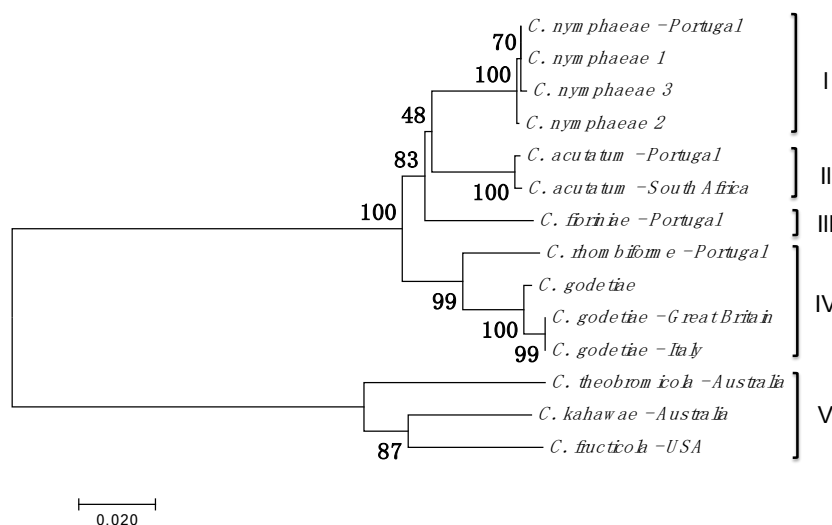 C. nymphaeae -Portugal
70
C. nymphaeae 1
I
100
C. nymphaeae 3
48
C. nymphaeae 2
83
C. acutatum -Portugal
II
100
C. acutatum -South Africa
100
C. fioriniae -Portugal
III
C. rhombiforme -Portugal
99
C. godetiae
IV
100
C. godetiae -Great Britain
99
C. godetiae -Italy
C. theobromicola -Australia
C. kahawae -Australia
V
87
C. fructicola -USA
0.020